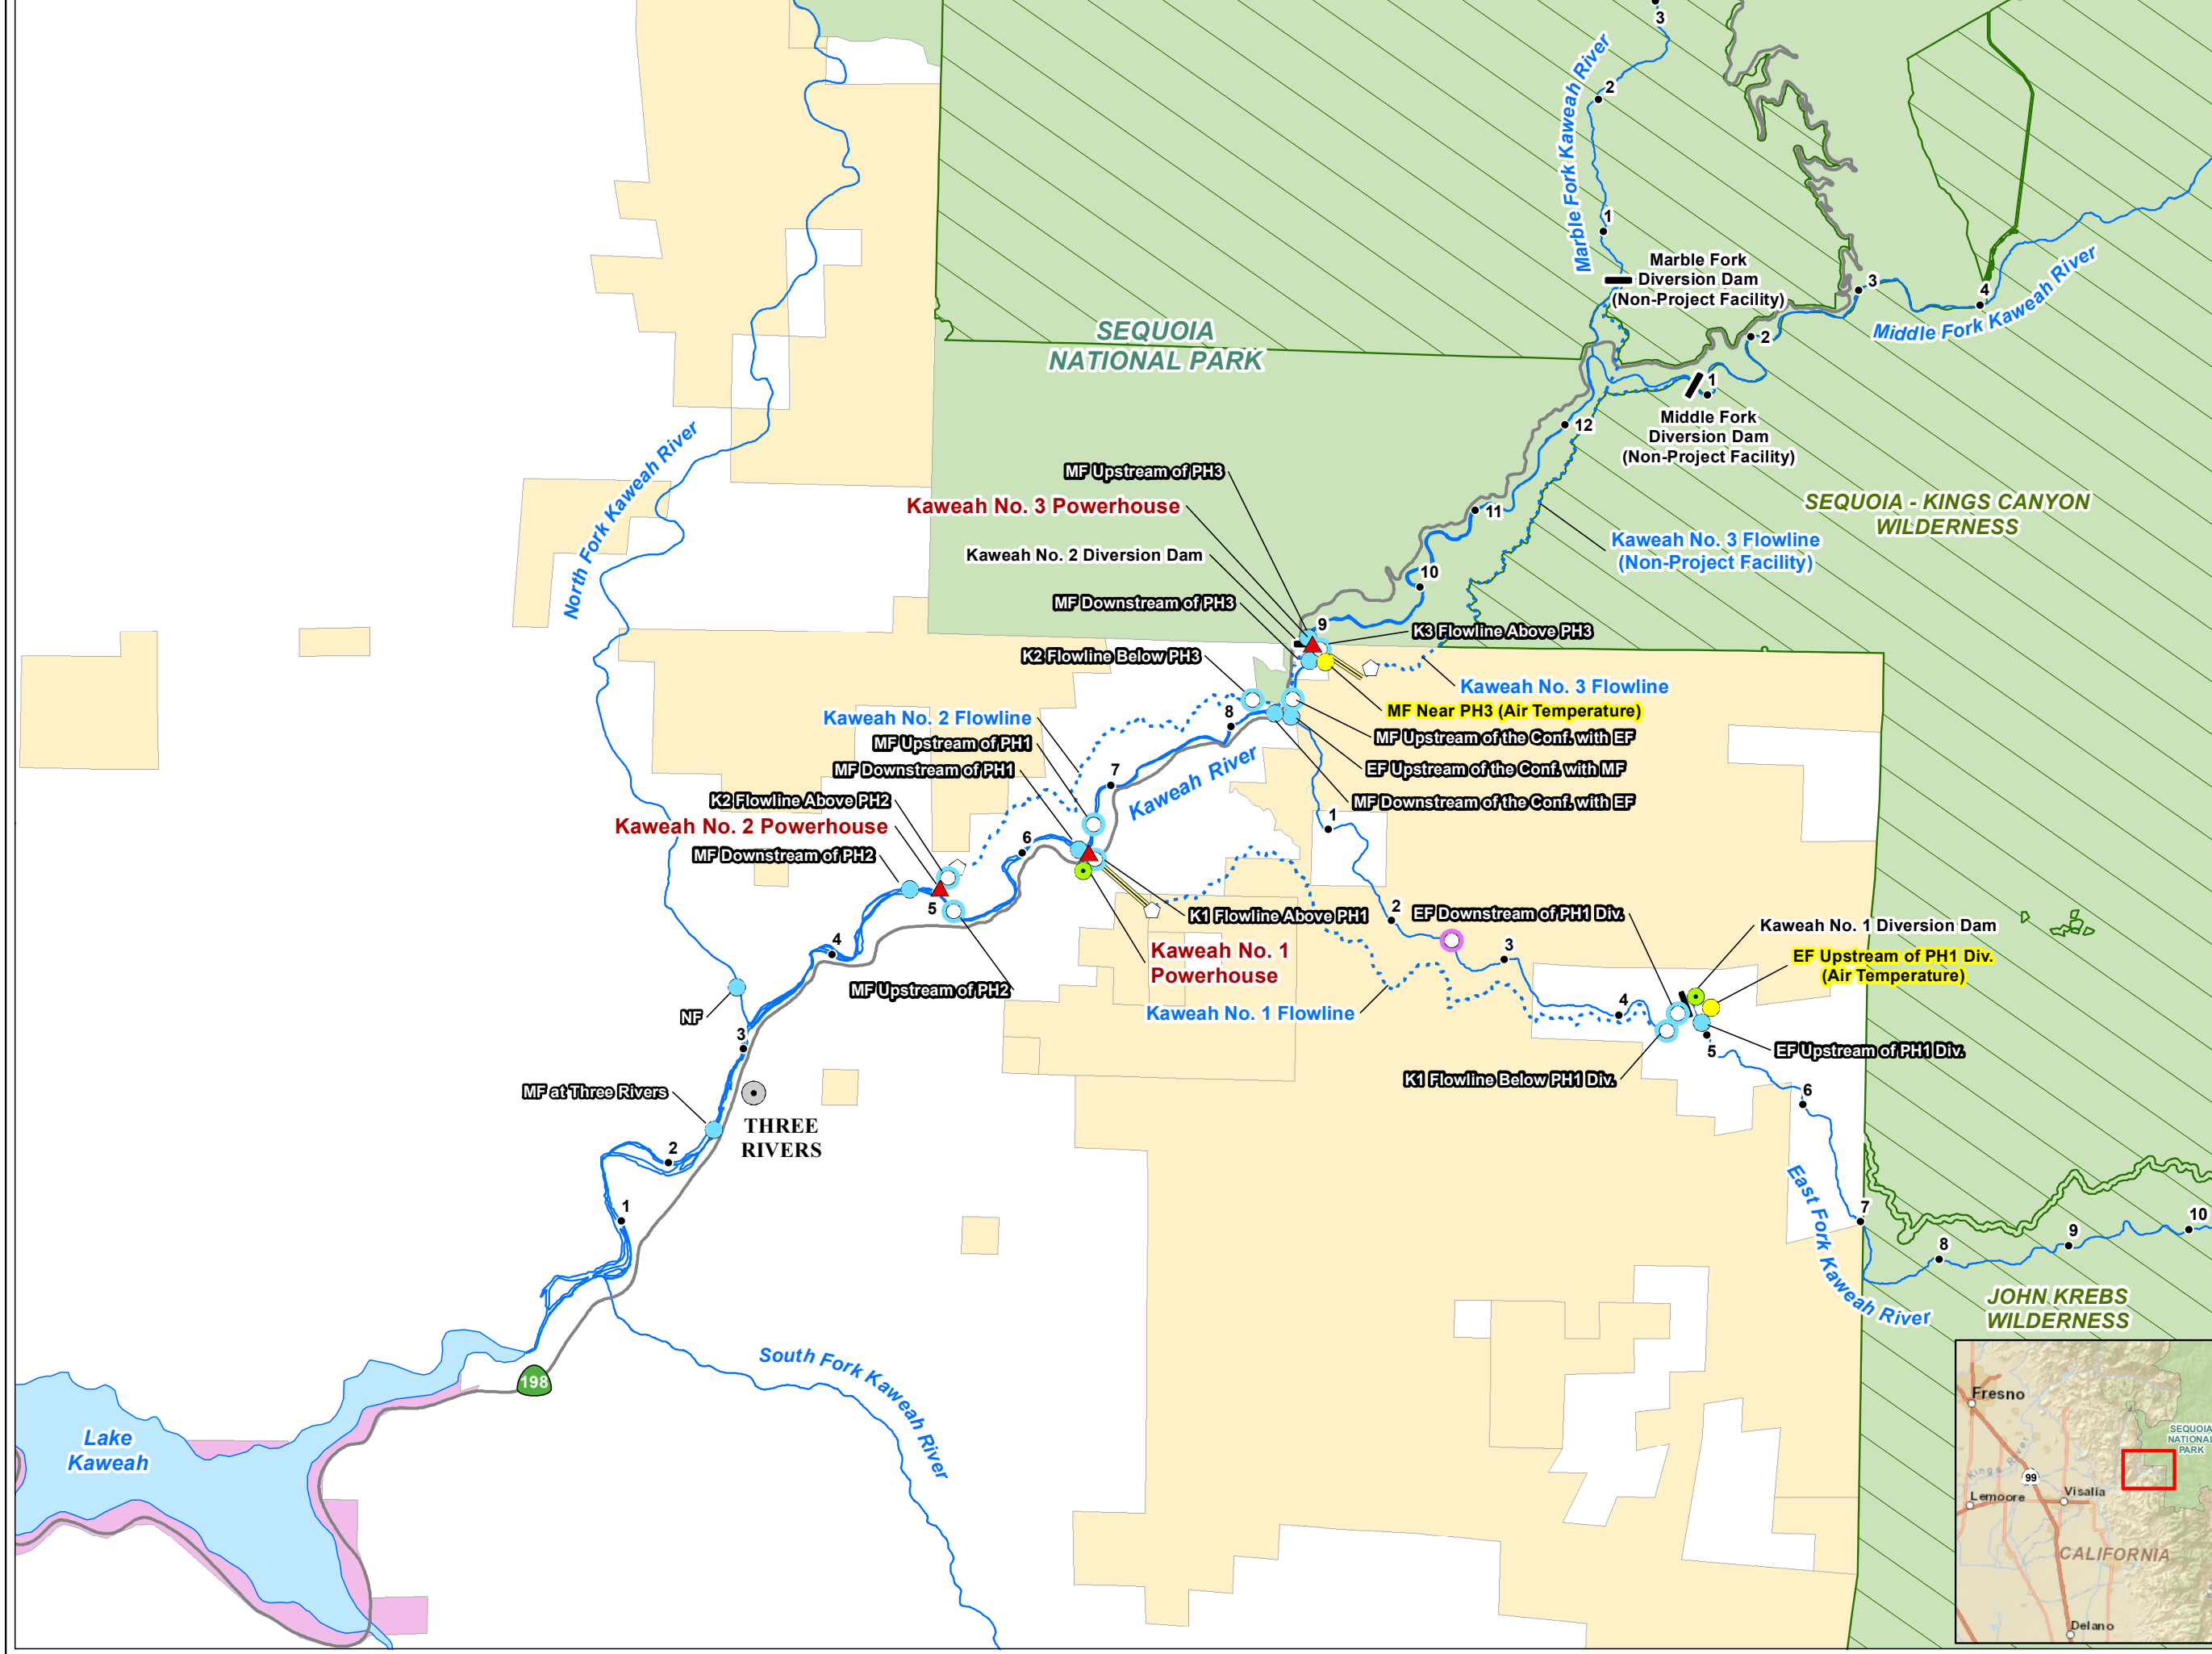 3
2
Marble Fork Kaweah River
1
Marble Fork
Diversion Dam
(Non-Project Facility)
3
4
Middle Fork Kaweah River
2
1
Middle Fork
Diversion Dam
(Non-Project Facility)
SEQUOIA
NATIONAL PARK
12
11
10
9
SEQUOIA - KINGS CANYON
WILDERNESS
Kaweah No. 3 Flowline
(Non-Project Facility)
North Fork Kaweah River
MF Upstream of PH3
Kaweah No. 3 Powerhouse
Kaweah No. 2 Diversion Dam
MF Downstream of PH3
K3 Flowline Above PH3
K2 Flowline Below PH3
Kaweah No. 3 Flowline
MF Near PH3 (Air Temperature)
MF Upstream of the Conf. with EF
EF Upstream of the Conf. with MF
MF Downstream of the Conf. with EF
Kaweah No. 2 Flowline
MF Upstream of PH1
MF Downstream of PH1
8
7
Kaweah River
K2 Flowline Above PH2
Kaweah No. 2 Powerhouse
MF Downstream of PH2
6
5
4
MF Upstream of PH2
K1 Flowline Above PH1
Kaweah No. 1
Powerhouse
Kaweah No. 1 Flowline
1
2
3
4
EF Downstream of PH1 Div.
Kaweah No. 1 Diversion Dam
EF Upstream of PH1 Div.
(Air Temperature)
EF Upstream of PH1 Div.
K1 Flowline Below PH1 Div.
5
6
7
8
9
10
East Fork Kaweah River
NF
3
MF at Three Rivers
THREE
RIVERS
2
1
198
South Fork Kaweah River
Lake
Kaweah
JOHN KREBS
WILDERNESS
Fresno
SEQUOIA
NATIONAL
PARK
Kings River
99
Lemoore
Visalia
CALIFORNIA
Delano